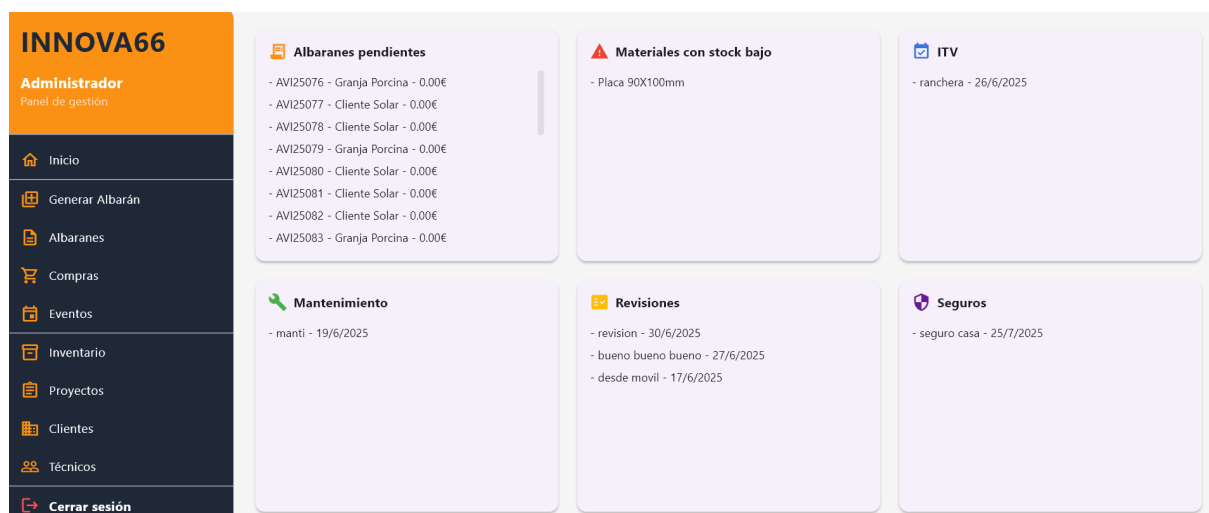 INNOVA66
Administrador
Panel de gestión
Inicio
Generar Albarán
Albaranes
Compras
Eventos
Inventario
Proyectos
Clientes
Técnicos
Cerrar sesión
Albaranes pendientes
- AVI25076 - Granja Porcina - 0.00€
- AVI25077 - Cliente Solar - 0.00€
- AVI25078 - Cliente Solar - 0.00€
- AVI25079 - Granja Porcina - 0.00€
- AVI25080 - Cliente Solar - 0.00€
- AVI25081 - Cliente Solar - 0.00€
- AVI25082 - Cliente Solar - 0.00€
- AVI25083 - Granja Porcina - 0.00€
Materiales con stock bajo
- Placa 90X100mm
ITV
- ranchera - 26/6/2025
Mantenimiento
- manti - 19/6/2025
Revisiones
- revision - 30/6/2025
- bueno bueno bueno - 27/6/2025
- desde movil - 17/6/2025
Seguros
- seguro casa - 25/7/2025